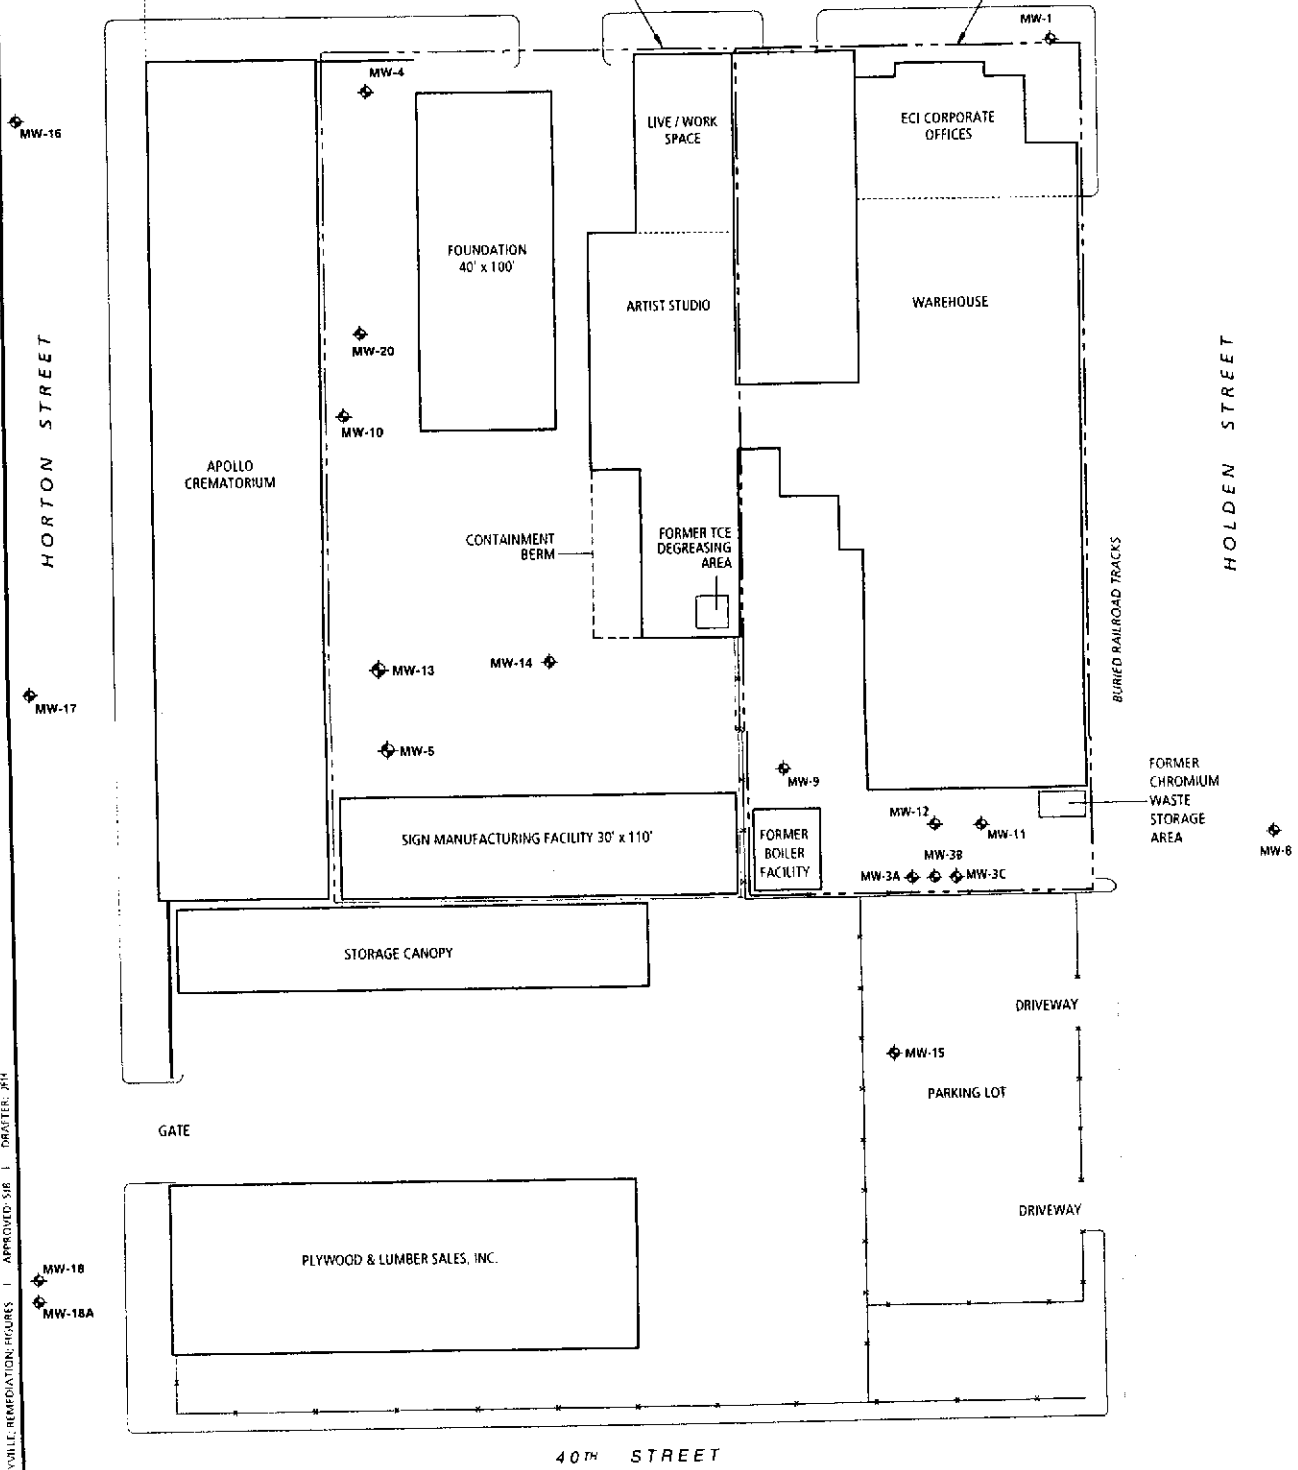 MW-1
MW-4
MW-16
LIVE / WORK
SPACE
ECI CORPORATE
OFFICES
FOUNDATION
40' x 100'
ARTIST STUDIO
WAREHOUSE
HORTON STREET
HOLDEN STREET
MW-20
MW-10
APOLLO
CREMATORIUM
CONTAINMENT
BERM
FORMER TCE
DEGREASING
AREA
BURIED RAILROAD TRACKS
MW-13
MW-14
MW-17
MW-5
MW-9
FORMER
CHROMIUM
WASTE
STORAGE
AREA
MW-12
MW-11
SIGN MANUFACTURING FACILITY 30' x 110'
FORMER
BOILER
FACILITY
MW-3B
MW-3A
MW-3C
STORAGE CANOPY
DRIVEWAY
MW-15
PARKING LOT
GATE
DRIVEWAY
PLYWOOD & LUMBER SALES, INC.
MW-18
MW-18A
REMEDIATION; FIGURES | APPROVED: | DRAFTER:
40TH STREET